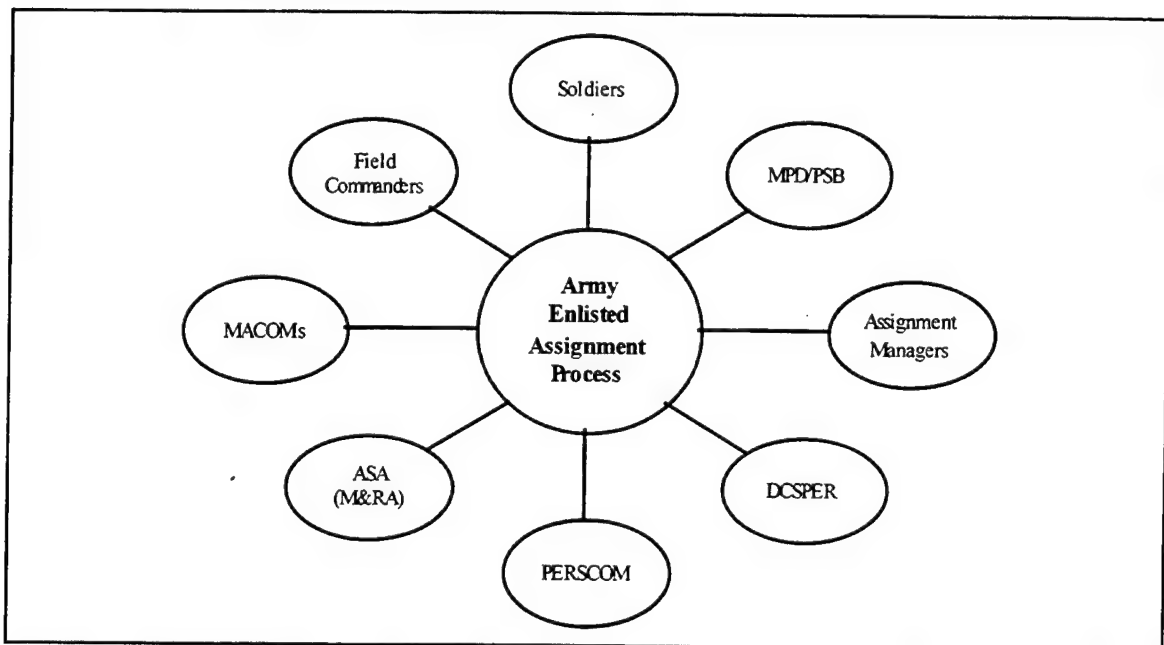 Soldiers
Field
Commanders
MPD/PSB
Army
Enlisted
Assignment
Process
MACOMs
Assignment
Managers
ASA
(M&RA)
DCSPER
PERSCOM